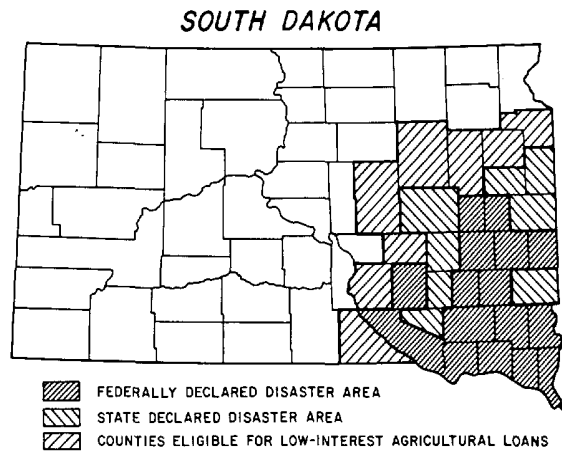 SOUTH DAKOTA
FEDERALLY DECLARED DISASTER AREA
STATE DECLARED DISASTER AREA
COUNTIES ELIGIBLE FOR LOW-INTEREST AGRICULTURAL LOANS